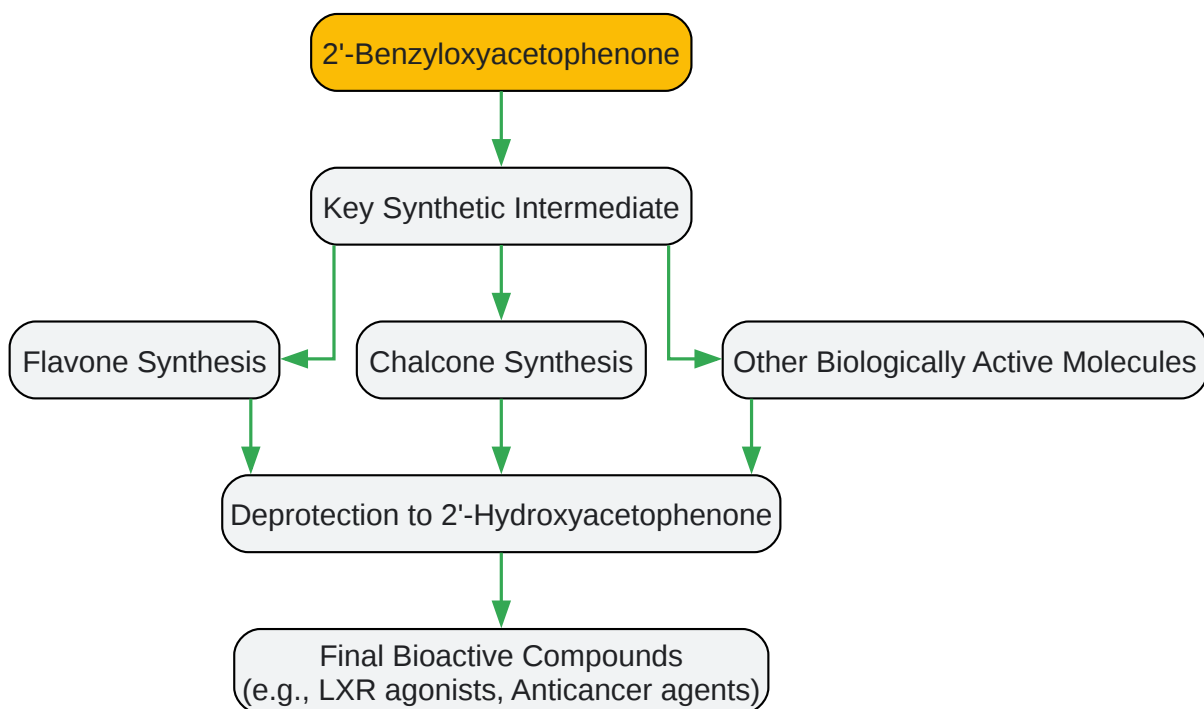 2'-Benzyloxyacetophenone
Key Synthetic Intermediate
Flavone Synthesis
Chalcone Synthesis
Other Biologically Active Molecules
Deprotection to 2'-Hydroxyacetophenone
Final Bioactive Compounds
(e.g., LXR agonists, Anticancer agents)